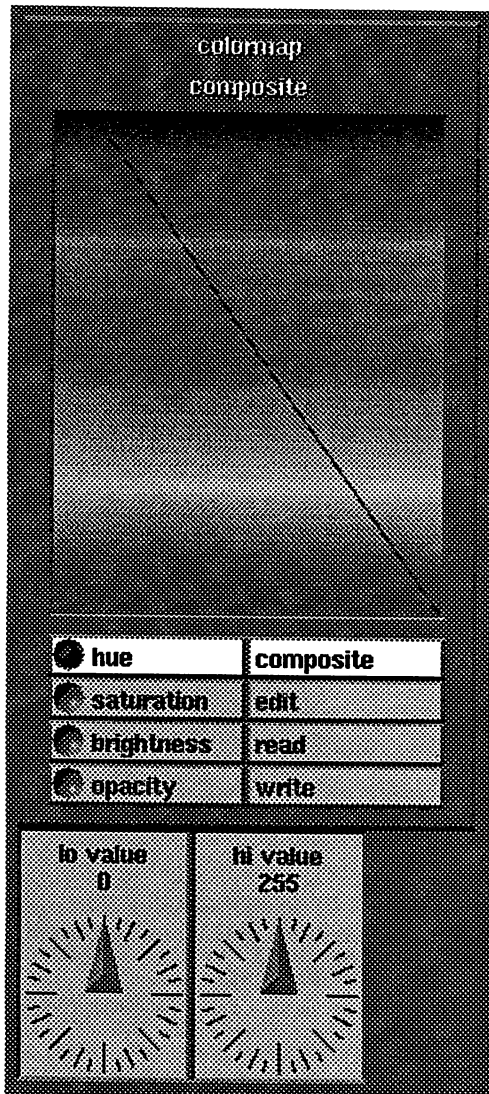 colormap
composite
hue composite
saturation edit
brightness read
opacity write
lo value hi value
0 255